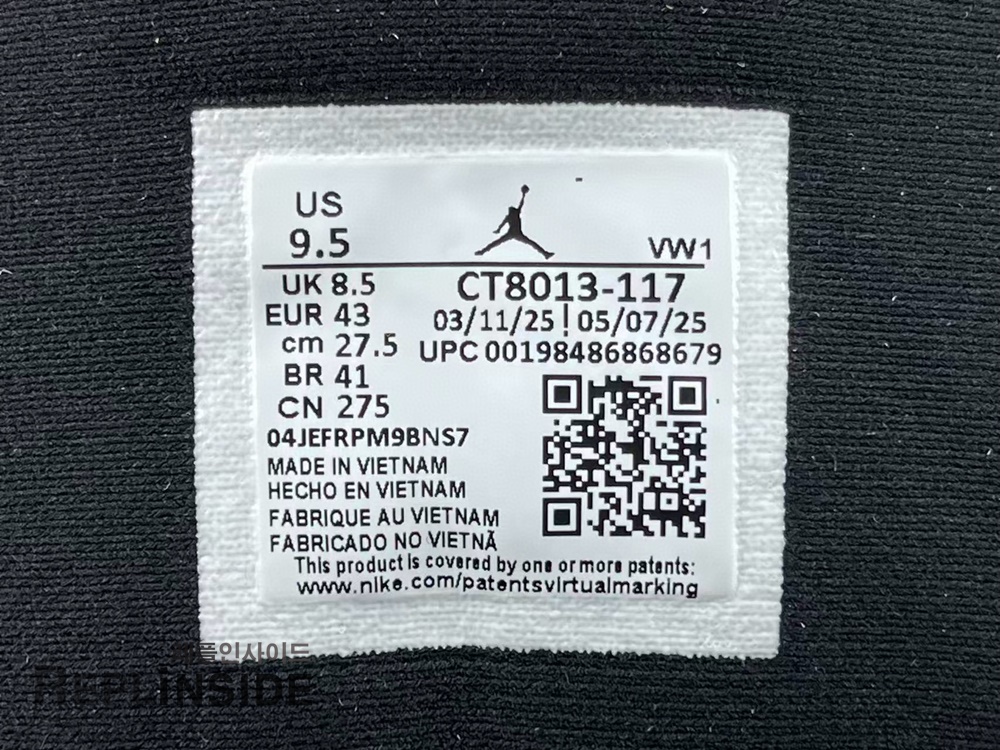 US
9.5
VW1
UK 8.5
CT8013-117
EUR 43
03/11/25 | 05/07/25
cm 27.5
UPC 00198486868679
BR 41
CN 275
04JEFRPM9BNS7
MADE IN VIETNAM
HECHO EN VIETNAM
FABRIQUE AU VIETNAM
FABRICADO NO VIETNÃ
This product is covered by one or more patents:
www.nike.com/patentsvirtualmarking
레플인사이드
REPLINSIDE